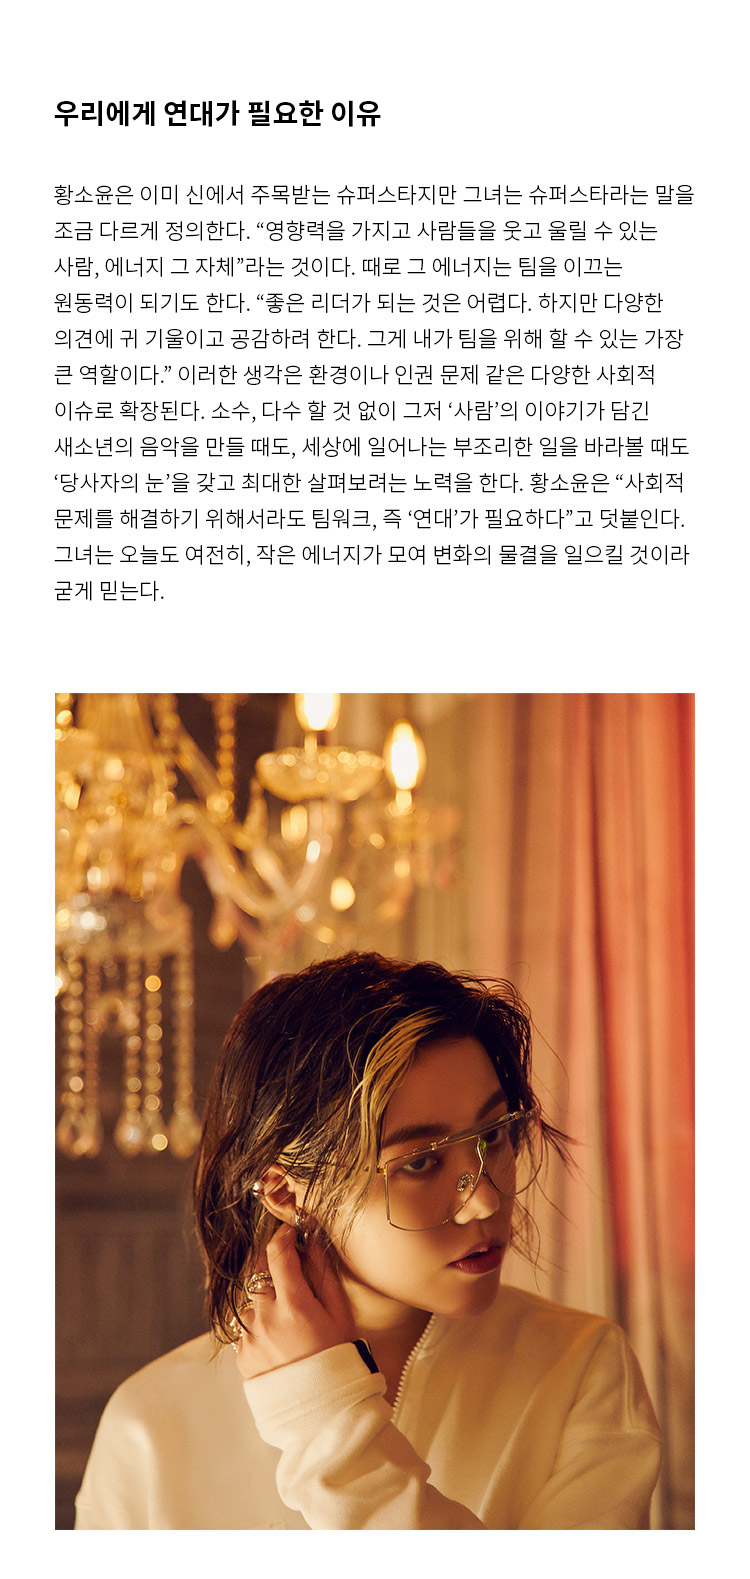 우리에게 연대가 필요한 이유
황소윤은 이미 신에서 주목받는 슈퍼스타지만 그녀는 슈퍼스타라는 말을
조금 다르게 정의한다. “영향력을 가지고 사람들을 웃고 울릴 수 있는
사람, 에너지 그 자체”라는 것이다. 때로 그 에너지는 팀을 이끄는
원동력이 되기도 한다. “좋은 리더가 되는 것은 어렵다. 하지만 다양한
의견에 귀 기울이고 공감하려 한다. 그게 내가 팀을 위해 할 수 있는 가장
큰 역할이다.” 이러한 생각은 환경이나 인권 문제 같은 다양한 사회적
이슈로 확장된다. 소수, 다수 할 것 없이 그저 ‘사람’의 이야기가 담긴
새소년의 음악을 만들 때도, 세상에 일어나는 부조리한 일을 바라볼 때도
‘당사자의 눈’을 갖고 최대한 살펴보려는 노력을 한다. 황소윤은 “사회적
문제를 해결하기 위해서라도 팀워크, 즉 ‘연대’가 필요하다”고 덧붙인다.
그녀는 오늘도 여전히, 작은 에너지가 모여 변화의 물결을 일으킬 것이라
굳게 믿는다.